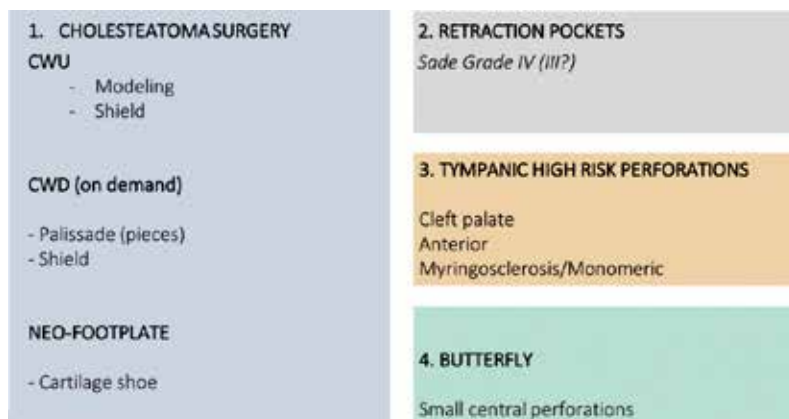 1. CHOLESTEATOMA SURGERY
CWU
- Modeling
- Shield
CWD (on demand)
- Palissade (pieces)
- Shield
NEO-FOOTPLATE
- Cartilage shoe
2. RETRACTION POCKETS
Sade Grade IV (III?)
3. TYMPANIC HIGH RISK PERFORATIONS
Cleft palate
Anterior
Myringosclerosis/Monomeric
4. BUTTERFLY
Small central perforations